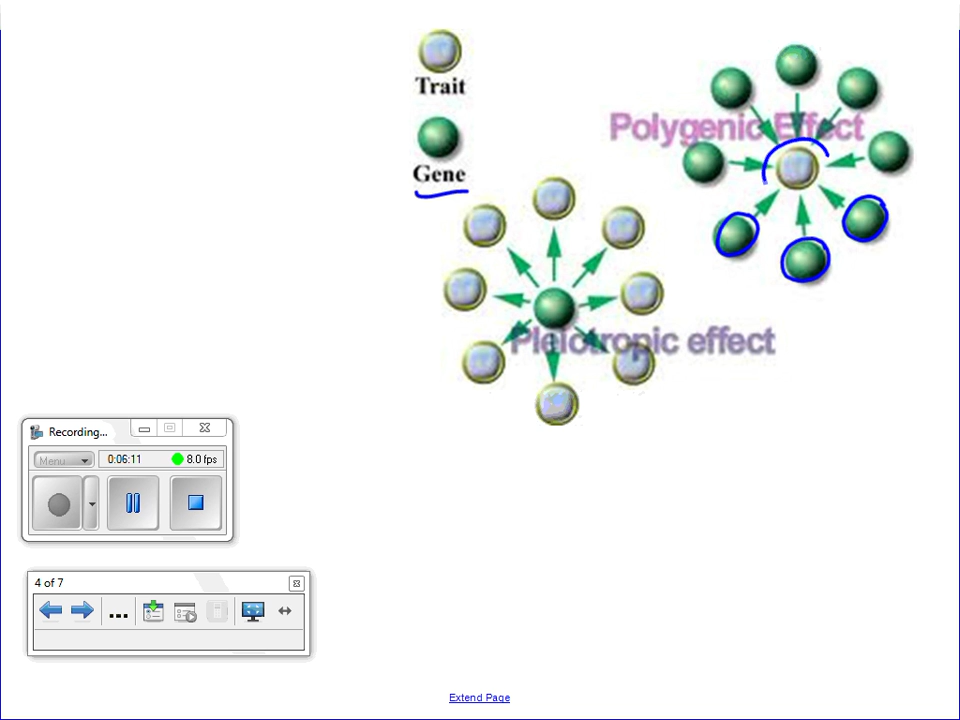 Trait
Gene
Polygenic Effect
Pleiotropic effect
Recording...
Menu
0:06:11
8.0 fps
4 of 7
...
Extend Page